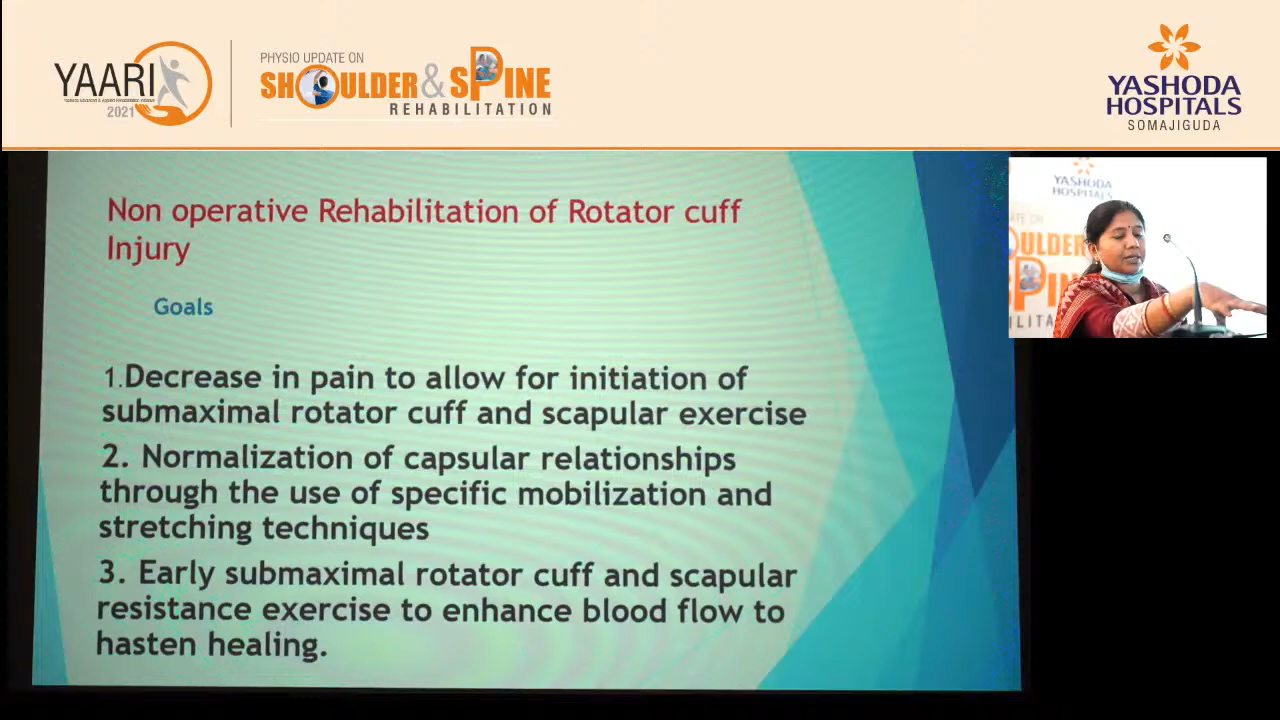 YAARI
2021
PHYSIO UPDATE ON
SHOULDER & SPINE
REHABILITATION
YASHODA
HOSPITALS
SOMAJIGUDA
Non operative Rehabilitation of Rotator cuff
Injury
Goals
1.Decrease in pain to allow for initiation of
submaximal rotator cuff and scapular exercise
2. Normalization of capsular relationships
through the use of specific mobilization and
stretching techniques
3. Early submaximal rotator cuff and scapular
resistance exercise to enhance blood flow to
hasten healing.
YASHODA
HOSPITALS